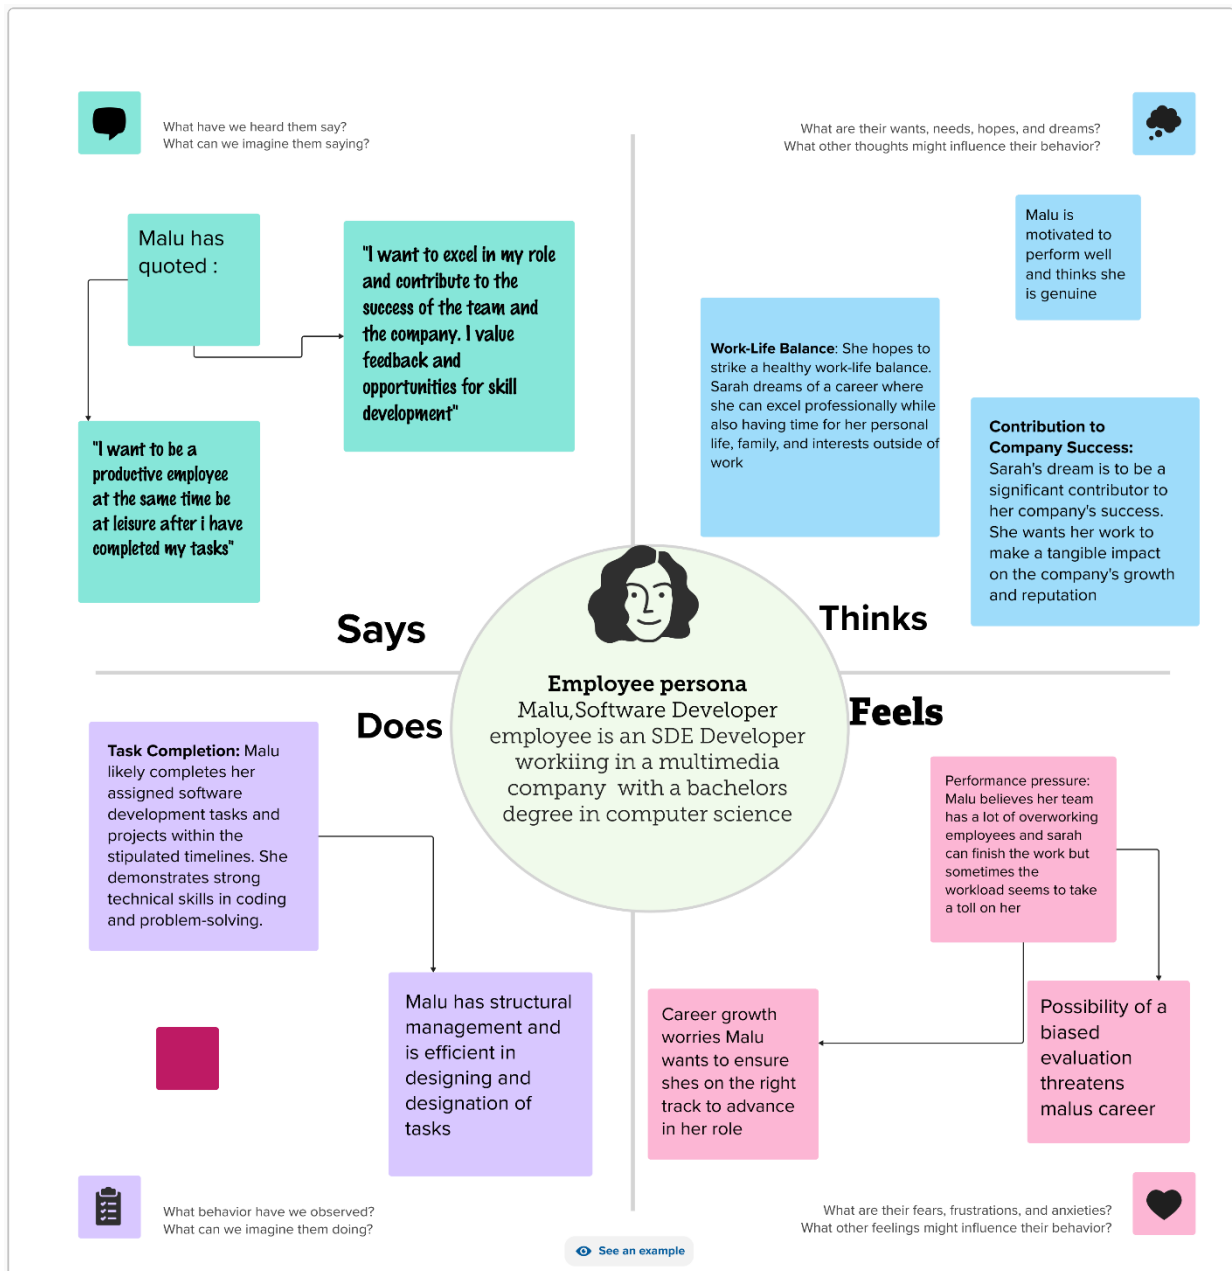 What have we heard them say?
What can we imagine them saying?
What are their wants, needs, hopes, and dreams?
What other thoughts might influence their behavior?
Malu has
quoted :
"I want to excel in my role
and contribute to the
success of the team and
the company. I value
feedback and
opportunities for skill
development"
"I want to be a
productive employee
at the same time be
at leisure after i have
completed my tasks"
Says
Malu is
motivated to
perform well
and thinks she
is genuine
Work-Life Balance: She hopes to
strike a healthy work-life balance.
Sarah dreams of a career where
she can excel professionally while
also having time for her personal
life, family, and interests outside of
work
Contribution to
Company Success:
Sarah's dream is to be a
significant contributor to
her company's success.
She wants her work to
make a tangible impact
on the company's growth
and reputation
Thinks
Employee persona
Malu,Software Developer
employee is an SDE Developer
workiing in a multimedia
company with a bachelors
degree in computer science
Does
Task Completion: Malu
likely completes her
assigned software
development tasks and
projects within the
stipulated timelines. She
demonstrates strong
technical skills in coding
and problem-solving.
Malu has structural
management and
is efficient in
designing and
designation of
tasks
Feels
Performance pressure:
Malu believes her team
has a lot of overworking
employees and sarah
can finish the work but
sometimes the
workload seems to take
a toll on her
Career growth
worries Malu
wants to ensure
shes on the right
track to advance
in her role
Possibility of a
biased
evaluation
threatens
malus career
What behavior have we observed?
What can we imagine them doing?
What are their fears, frustrations, and anxieties?
What other feelings might influence their behavior?
See an example